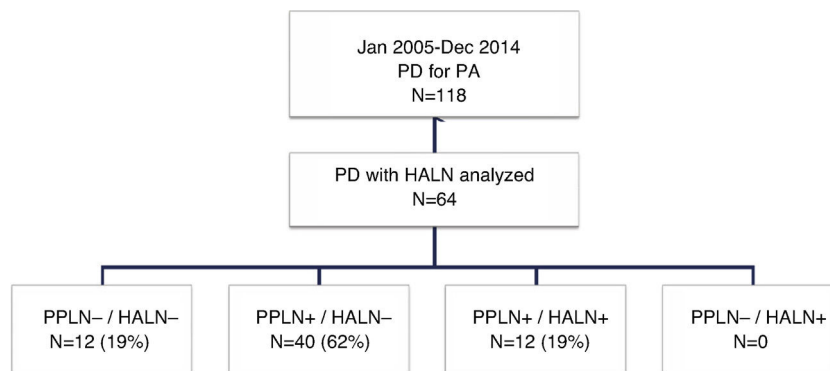 Jan 2005-Dec 2014
PD for PA
N=118
PD with HALN analyzed
N=64
PPLN– / HALN–
N=12 (19%)
PPLN+ / HALN–
N=40 (62%)
PPLN+ / HALN+
N=12 (19%)
PPLN– / HALN+
N=0